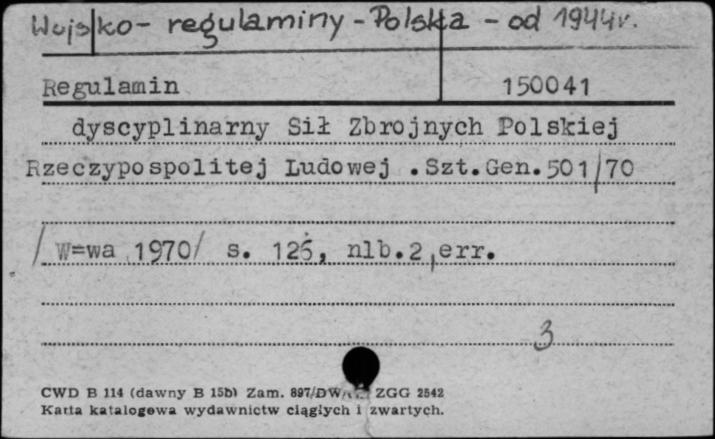 Wojsko - regulaminy - Polska - od 1944r.
Regulamin 150041
dyscyplinarny Sił Zbrojnych Polskiej
Rzeczypospolitej Ludowej .Szt.Gen.501/70
/W=wa 1970/ s. 126, nlb.2,err.
3
CWD B 114 (dawny B 15b) Zam. 897/DW ZGG 2542
Karta katalogowa wydawnictw ciągłych i zwartych.